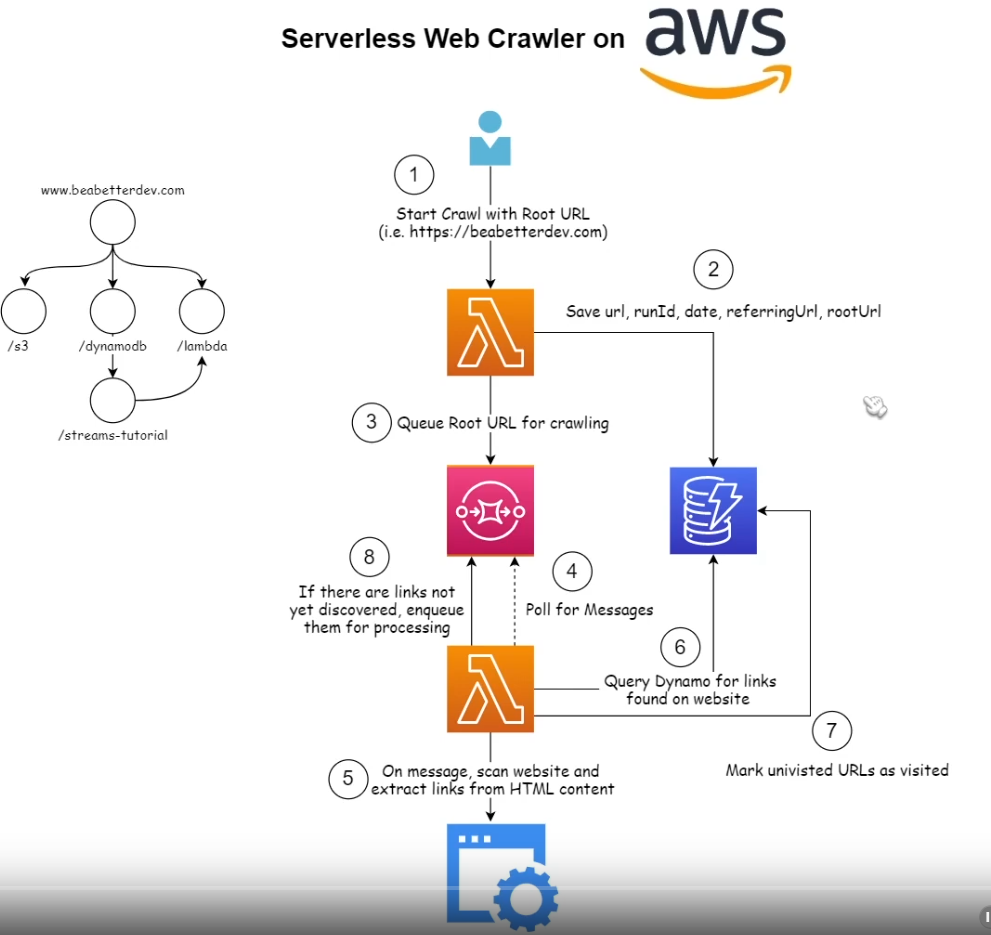 Serverless Web Crawler on
aws
1
www.beabetterdev.com
Start Crawl with Root URL
(i.e. https://beabetterdev.com)
2
Save url, runId, date, referringUrl, rootUrl
/s3
/dynamodb
/lambda
/streams-tutorial
3
Queue Root URL for crawling
8
If there are links not
yet discovered, enqueue
them for processing
4
Poll for Messages
6
Query Dynamo for links
found on website
7
Mark univisted URLs as visited
5
On message, scan website and
extract links from HTML content